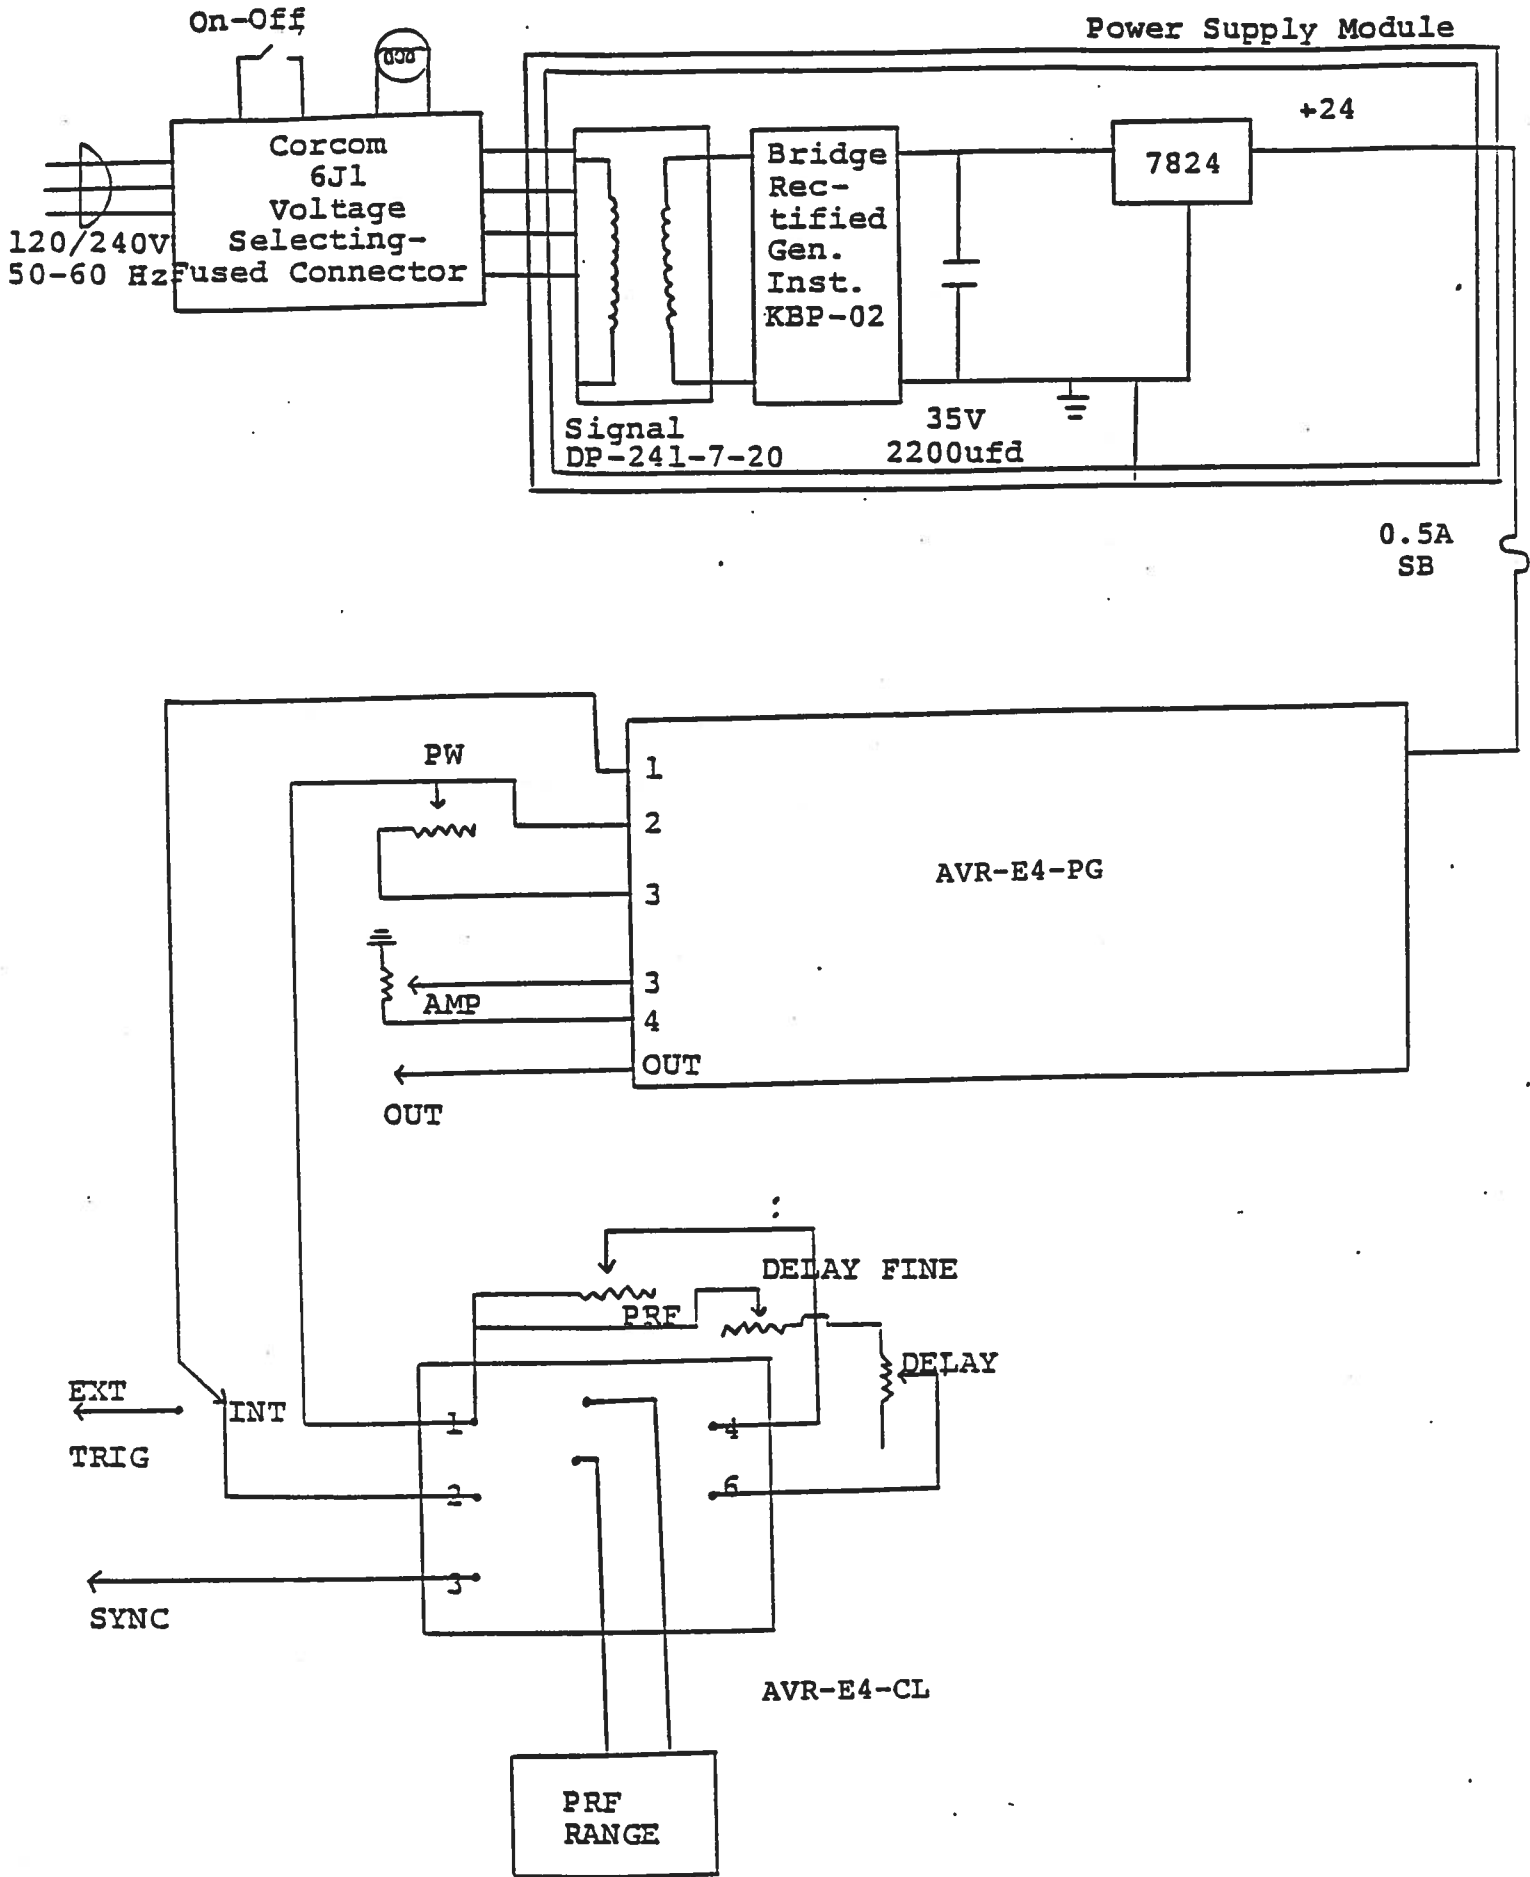 On-Off
Power Supply Module
Corcom
6J1
Voltage
Selecting-
Fused Connector
120/240V
50-60 Hz
Bridge
Rec-
tified
Gen.
Inst.
KBP-02
7824
+24
Signal
DP-241-7-20
35V
2200ufd
0.5A
SB
PW
1
2
3
3
4
OUT
AMP
OUT
AVR-E4-PG
DELAY FINE
PRF
DELAY
EXT
INT
TRIG
1
2
3
4
6
SYNC
AVR-E4-CL
PRF
RANGE